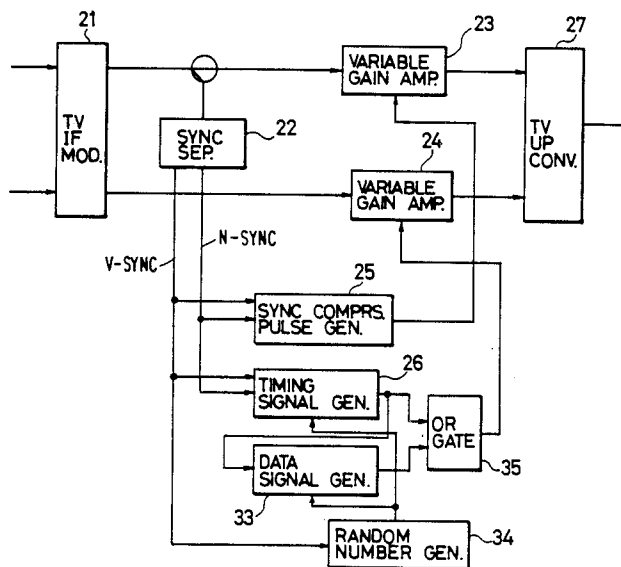 21
TV
IF
MOD.
SYNC
SEP.
22
VARIABLE
GAIN AMP.
23
24
VARIABLE
GAIN AMP.
27
TV
UP
CONV.
V-SYNC
N-SYNC
25
SYNC COMPRS.
PULSE GEN.
26
TIMING
SIGNAL GEN.
DATA
SIGNAL GEN.
33
OR
GATE
35
RANDOM
NUMBER GEN.
34